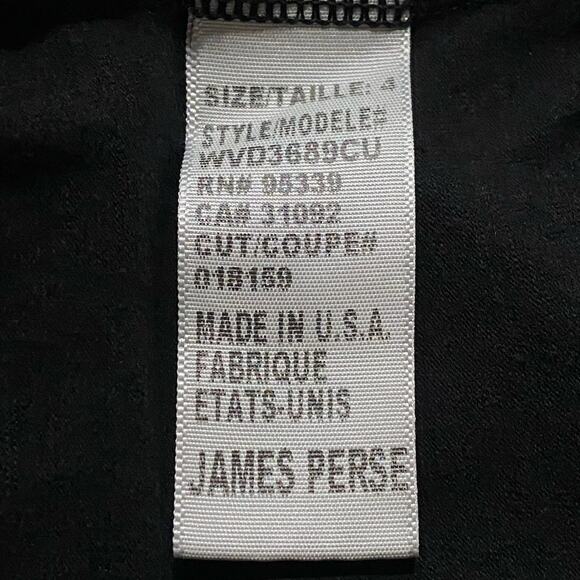 SIZE/TAILLE: 4
STYLE/MODELE#
WVD3689CU
RN# 95339
CA# 31092
CUT/COUPE#
018159
MADE IN U.S.A.
FABRIQUE
ETATS-UNIS
JAMES PERSE